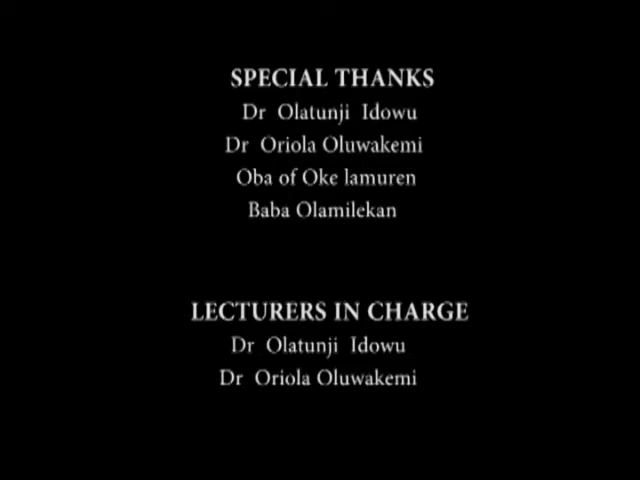 SPECIAL THANKS
Dr Olatunji Idowu
Dr Oriola Oluwakemi
Oba of Oke lamuren
Baba Olamilekan
LECTURERS IN CHARGE
Dr Olatunji Idowu
Dr Oriola Oluwakemi